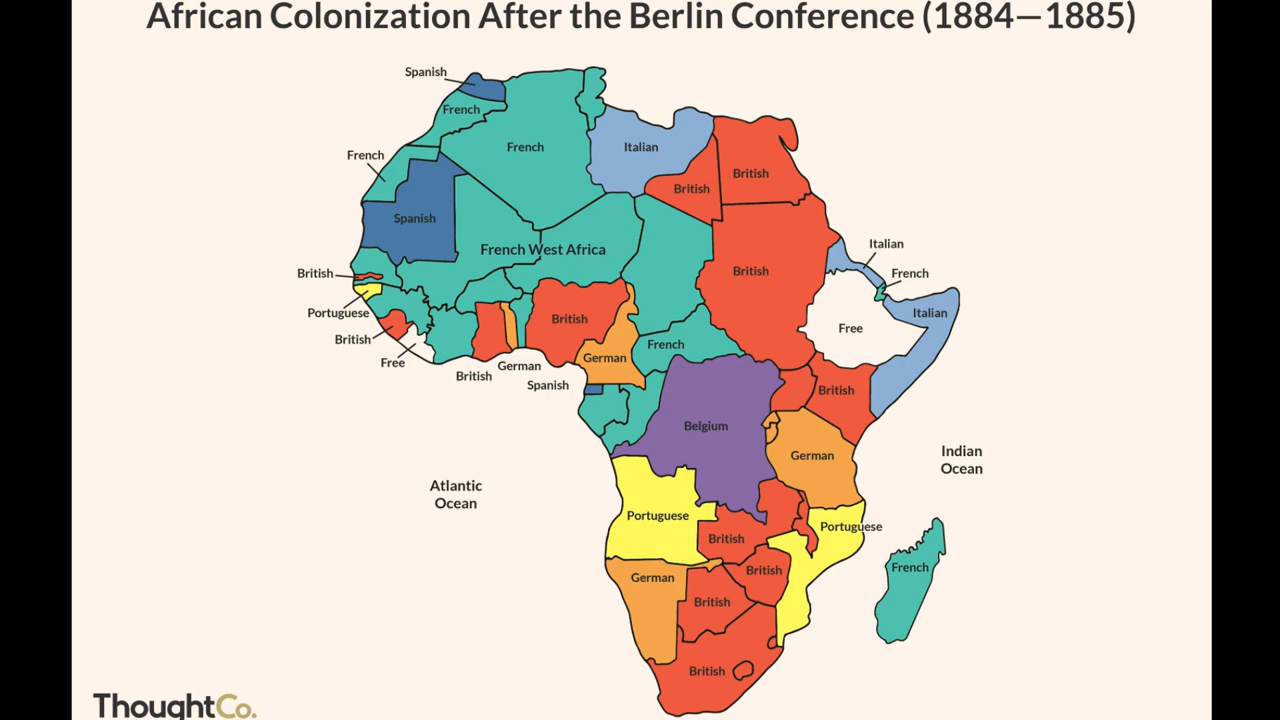 African Colonization After the Berlin Conference (1884—1885)
Spanish
French
French
Italian
British
British
French
Spanish
French West Africa
British
Italian
French
British
Portuguese
British
Free
British
German
Spanish
British
German
French
Free
Italian
British
Belgium
German
Indian
Ocean
Atlantic
Ocean
Portuguese
British
Portuguese
German
British
British
French
British
ThoughtCo.